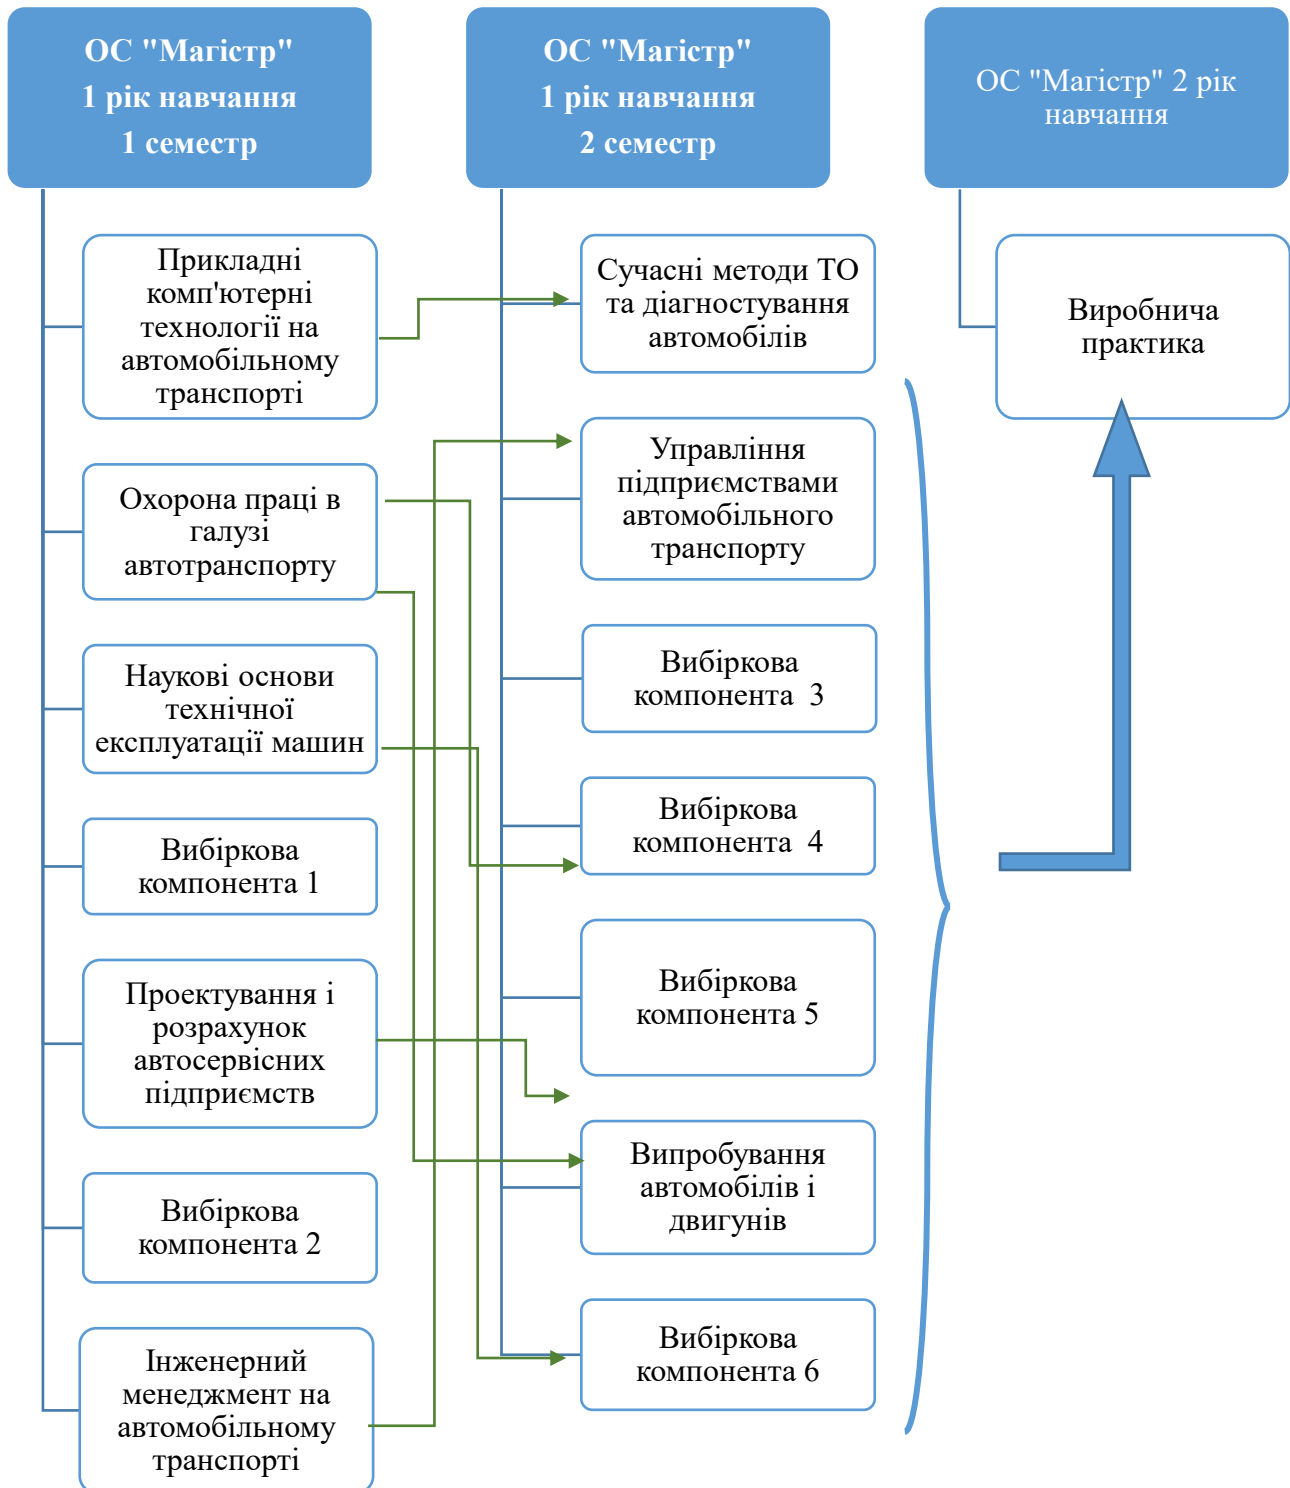 ОС "Магістр"
1 рік навчання
1 семестр
Прикладні
комп'ютерні
технології на
автомобільному
транспорті
Охорона праці в
галузі
автотранспорту
Наукові основи
технічної
експлуатації машин
Вибіркова
компонента 1
Проектування і
розрахунок
автосервісних
підприємств
Вибіркова
компонента 2
Інженерний
менеджмент на
автомобільному
транспорті
ОС "Магістр"
1 рік навчання
2 семестр
Сучасні методи ТО
та діагностування
автомобілів
Управління
підприємствами
автомобільного
транспорту
Вибіркова
компонента 3
Вибіркова
компонента 4
Вибіркова
компонента 5
Випробування
автомобілів і
двигунів
Вибіркова
компонента 6
ОС "Магістр" 2 рік
навчання
Виробнича
практика